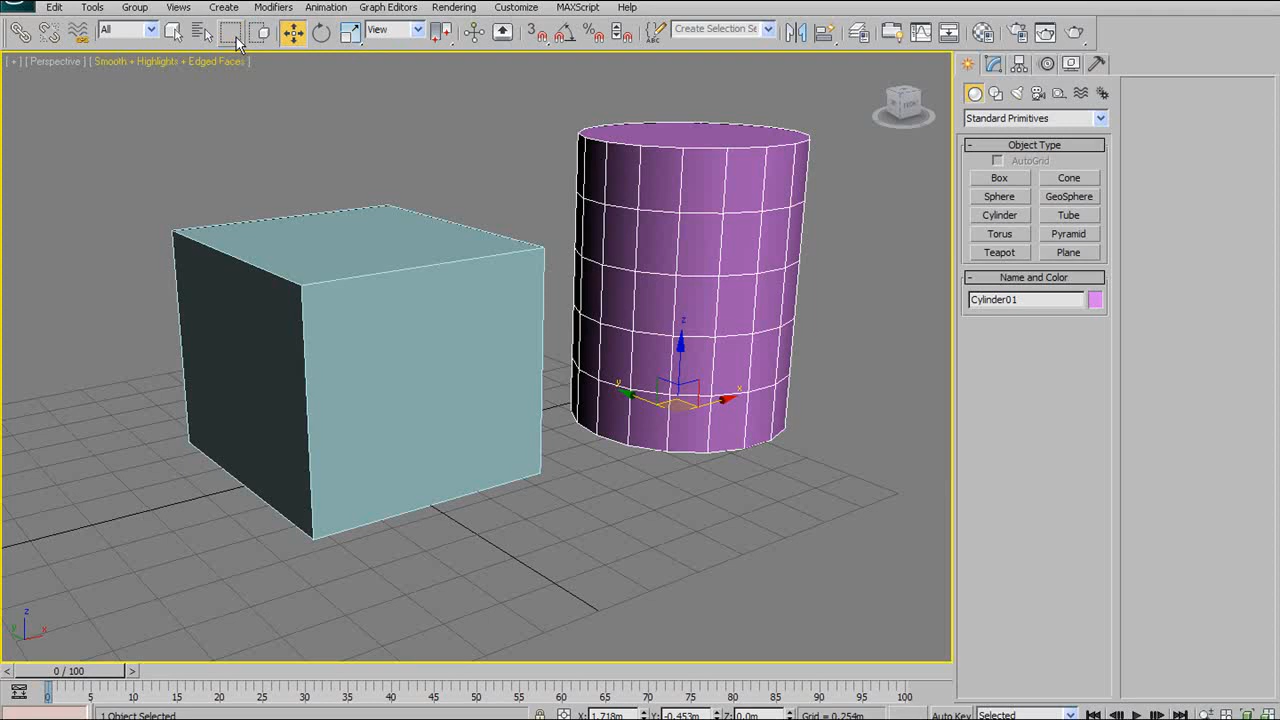 Edit Tools Group Views Create Modifiers Animation Graph Editors Rendering Customize MAXScript Help
All View 3 Create Selection Se
[ + ] [ Perspective ] [ Smooth + Highlights + Edged Faces ]
Standard Primitives
- Object Type
AutoGrid
Box Cone
Sphere GeoSphere
Cylinder Tube
Torus Pyramid
Teapot Plane
- Name and Color
Cylinder01
z
y x
z
y x
< 0 / 100 >
0 5 10 15 20 25 30 35 40 45 50 55 60 65 70 75 80 85 90 95 100
1 Object Selected X: 1.718m Y: -0.453m Z: 0.0m Grid = 0.254m Auto Key Selected